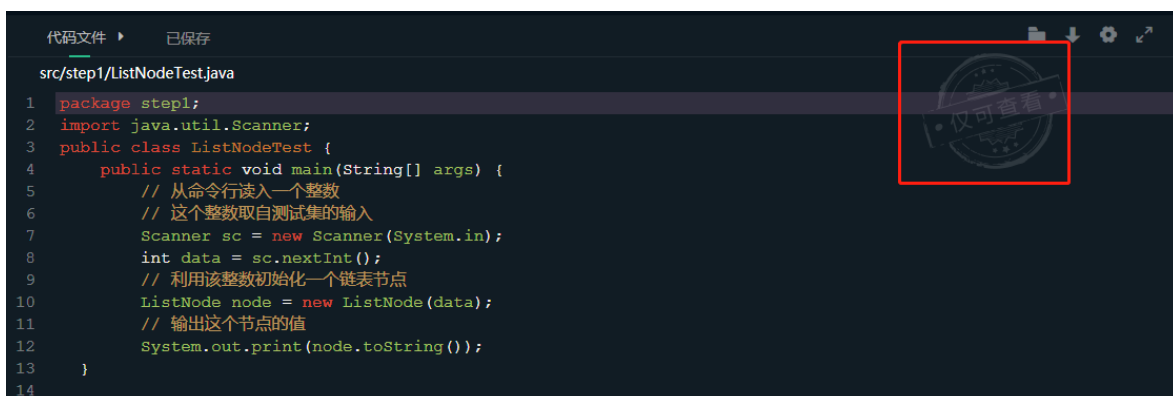 代码文件 已保存
仅可查看
src/step1/ListNodeTest.java
1 package step1;
2 import java.util.Scanner;
3 public class ListNodeTest {
4     public static void main(String[] args) {
5         // 从命令行读入一个整数
6         // 这个整数取自测试集的输入
7         Scanner sc = new Scanner(System.in);
8         int data = sc.nextInt();
9         // 利用该整数初始化一个链表节点
10         ListNode node = new ListNode(data);
11         // 输出这个节点的值
12         System.out.print(node.toString());
13   }
14